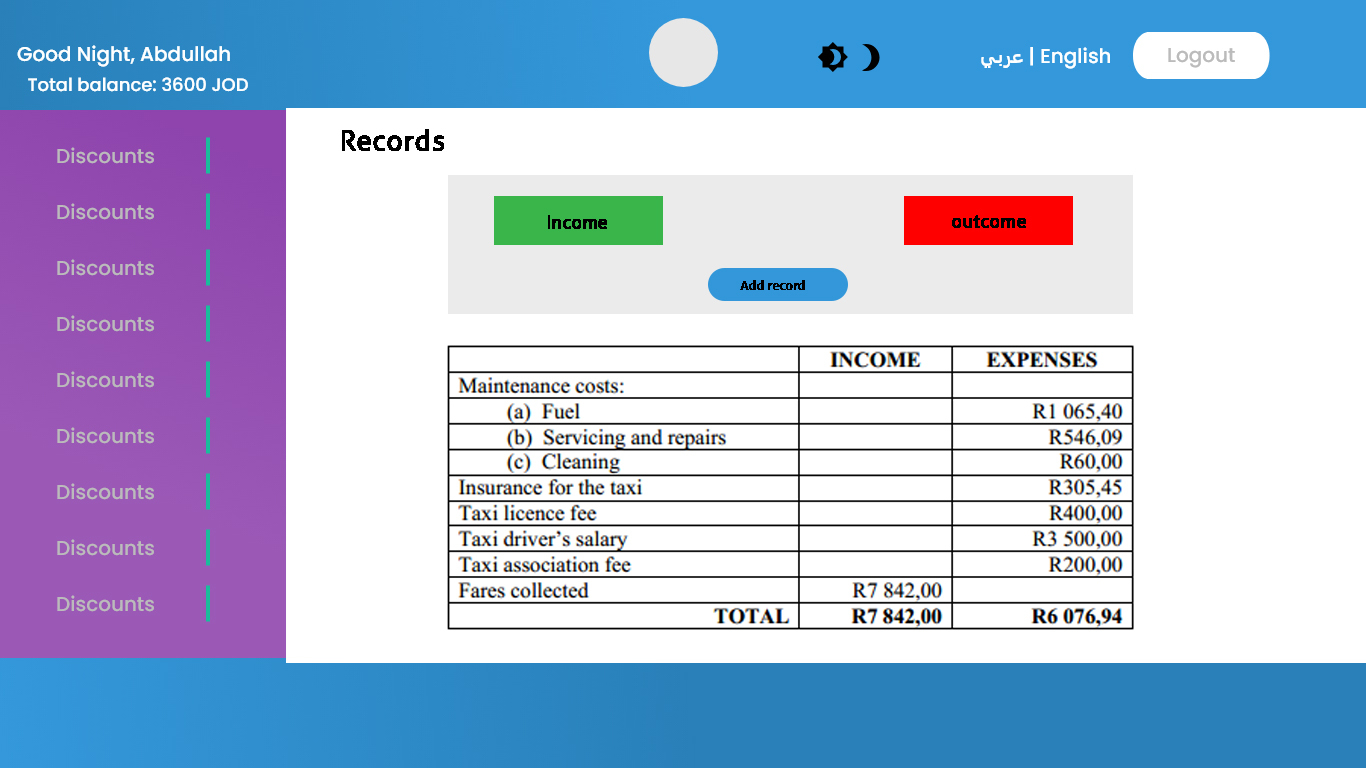 Good Night, Abdullah
Total balance: 3600 JOD
عربي | English
Logout
Discounts
Discounts
Discounts
Discounts
Discounts
Discounts
Discounts
Discounts
Discounts
Records
Income
outcome
Add record
INCOME EXPENSES
Maintenance costs:
(a) Fuel R1 065,40
(b) Servicing and repairs R546,09
(c) Cleaning R60,00
Insurance for the taxi R305,45
Taxi licence fee R400,00
Taxi driver's salary R3 500,00
Taxi association fee R200,00
Fares collected R7 842,00
TOTAL R7 842,00 R6 076,94